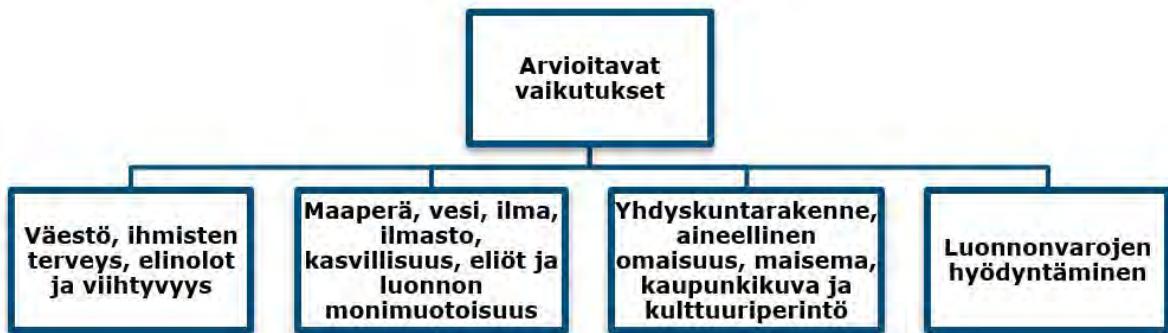 Arvioitavat
vaikutukset
Väestö, ihmisten
terveys, elinolot
ja viihtyvyys
Maaperä, vesi, ilma,
ilmasto,
kasvillisuus, eliöt ja
luonnon
monimuotoisuus
Yhdyskuntarakenne,
aineellinen
omaisuus, maisema,
kaupunkikuva ja
kulttuuriperintö
Luonnonvarojen
hyödyntäminen